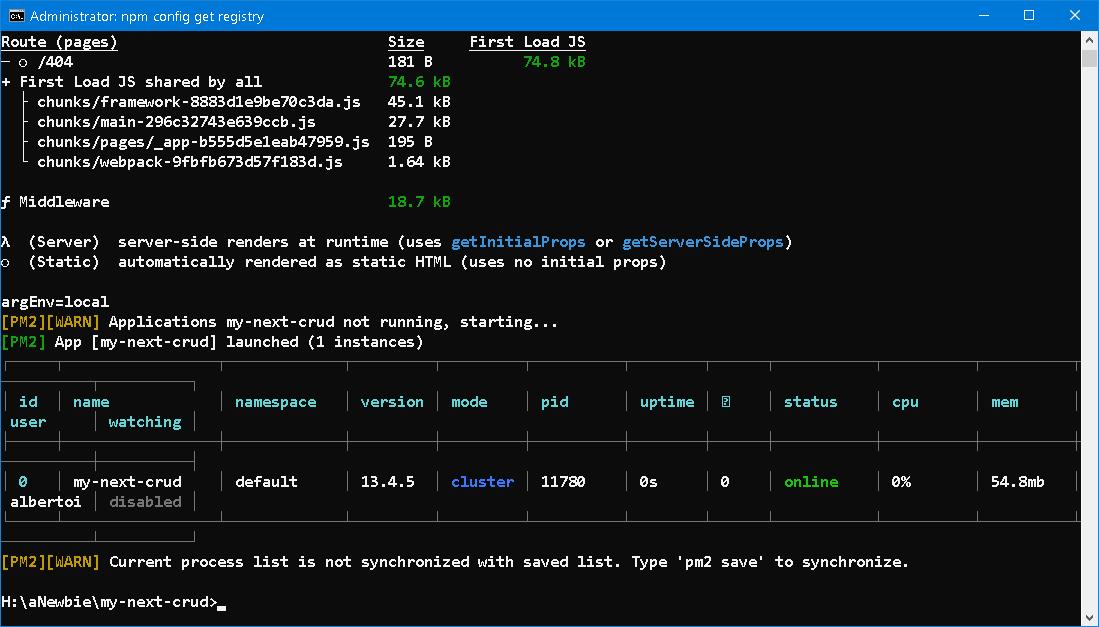 Administrator: npm config get registry
Route (pages) Size First Load JS
─ ○ /404 181 B 74.8 kB
+ First Load JS shared by all 74.6 kB
├ chunks/framework-8883d1e9be70c3da.js 45.1 kB
├ chunks/main-296c32743e639ccb.js 27.7 kB
├ chunks/pages/_app-b555d5e1eab47959.js 195 B
└ chunks/webpack-9fbfb673d57f183d.js 1.64 kB
ƒ Middleware 18.7 kB
λ (Server) server-side renders at runtime (uses getInitialProps or getServerSideProps)
○ (Static) automatically rendered as static HTML (uses no initial props)
argEnv=local
[PM2][WARN] Applications my-next-crud not running, starting...
[PM2] App [my-next-crud] launched (1 instances)
│ id │ name │ namespace │ version │ mode │ pid │ uptime │ │ status │ cpu │ mem │
user │ watching │
│ 0 │ my-next-crud │ default │ 13.4.5 │ cluster │ 11780 │ 0s │ 0 │ online │ 0% │ 54.8mb │
albertoi │ disabled │
[PM2][WARN] Current process list is not synchronized with saved list. Type 'pm2 save' to synchronize.
H:\aNewbie\my-next-crud>